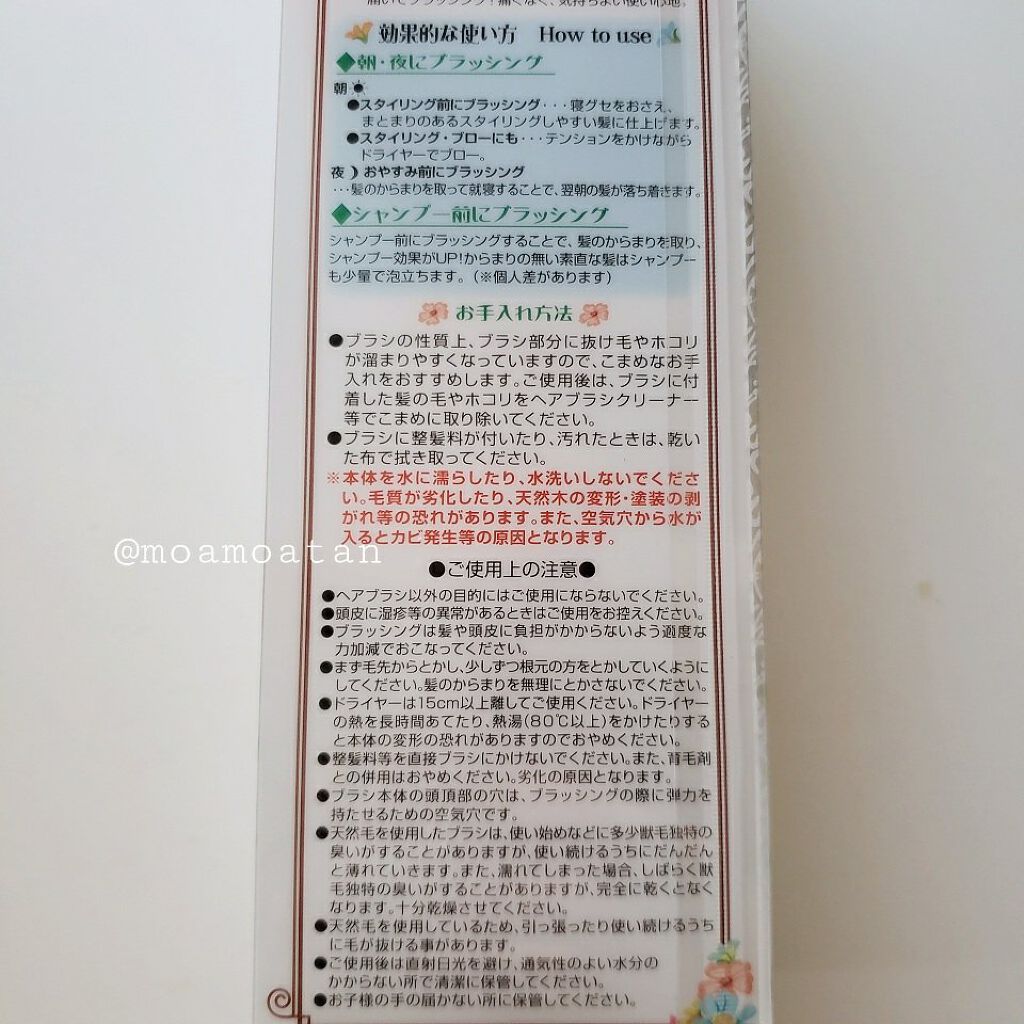 届いてブラッシング！痛くなく、気持ちよい使い心地。
効果的な使い方 How to use
◆朝・夜にブラッシング
朝
●スタイリング前にブラッシング・・・寝グセをおさえ、
まとまりのあるスタイリングしやすい髪に仕上げます。
●スタイリング・ブローにも・・・テンションをかけながら
ドライヤーでブロー。
夜 おやすみ前にブラッシング
・・・髪のからまりを取って就寝することで、翌朝の髪が落ち着きます。
◆シャンプー前にブラッシング
シャンプー前にブラッシングすることで、髪のからまりを取り、
シャンプー効果がUP!からまりの無い素直な髪はシャンプー
も少量で泡立ちます。（※個人差があります）
お手入れ方法
●ブラシの性質上、ブラシ部分に抜け毛やホコリ
が溜まりやすくなっていますので、こまめなお手
入れをおすすめします。ご使用後は、ブラシに付
着した髪の毛やホコリをヘアブラシクリーナー
等でこまめに取り除いてください。
●ブラシに整髪料が付いたり、汚れたときは、乾い
た布で拭き取ってください。
※本体を水に濡らしたり、水洗いしないでくださ
い。毛質が劣化したり、天然木の変形・塗装の剥
がれ等の恐れがあります。また、空気穴から水が
入るとカビ発生等の原因となります。
@moamoatan
●ご使用上の注意●
●ヘアブラシ以外の目的にはご使用にならないでください。
●頭皮に湿疹等の異常があるときはご使用をお控えください。
●ブラッシングは髪や頭皮に負担がかからないよう適度な
力加減でおこなってください。
●まず毛先からとかし、少しずつ根元の方をとかしていくように
してください。髪のからまりを無理にとかさないでください。
●ドライヤーは15cm以上離してご使用ください。ドライヤー
の熱を長時間あてたり、熱湯(80℃以上)をかけたりする
と本体の変形の恐れがありますのでおやめください。
●整髪料等を直接ブラシにかけないでください。また、育毛剤
との併用はおやめください。劣化の原因となります。
●ブラシ本体の頭頂部の穴は、ブラッシングの際に弾力を
持たせるための空気穴です。
●天然毛を使用したブラシは、使い始めなどに多少獣毛独特の
臭いがすることがありますが、使い続けるうちにだんだん
と薄れていきます。また、濡れてしまった場合、しばらく獣
毛独特の臭いがすることがありますが、完全に乾くとなく
なります。十分乾燥させてください。
●天然毛を使用しているため、引っ張ったり使い続けるうち
に毛が抜ける事があります。
●ご使用後は直射日光を避け、通気性のよい水分の
かからない所で清潔に保管してください。
●お子様の手の届かない所に保管してください。